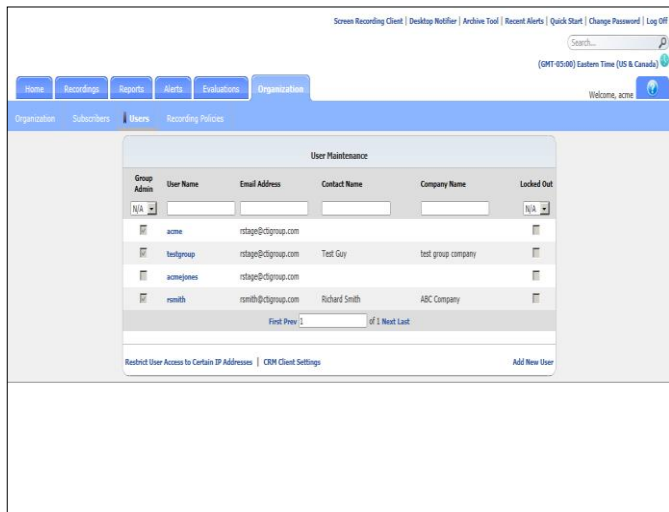 Screen Recording Client | Desktop Notifier | Archive Tool | Recent Alerts | Quick Start | Change Password | Log Off
Search...
(GMT-05:00) Eastern Time (US & Canada)
Home Recordings Reports Alerts Evaluations Organization
Welcome, acme
Organization Subscribers Users Recording Policies
User Maintenance
Group Admin User Name Email Address Contact Name Company Name Locked Out
N/A N/A
acme rstage@ctigroup.com
testgroup rstage@ctigroup.com Test Guy test group company
acmejones rstage@ctigroup.com
rsmith rsmith@ctigroup.com Richard Smith ABC Company
First Prev 1 of 1 Next Last
Restrict User Access to Certain IP Addresses | CRM Client Settings Add New User